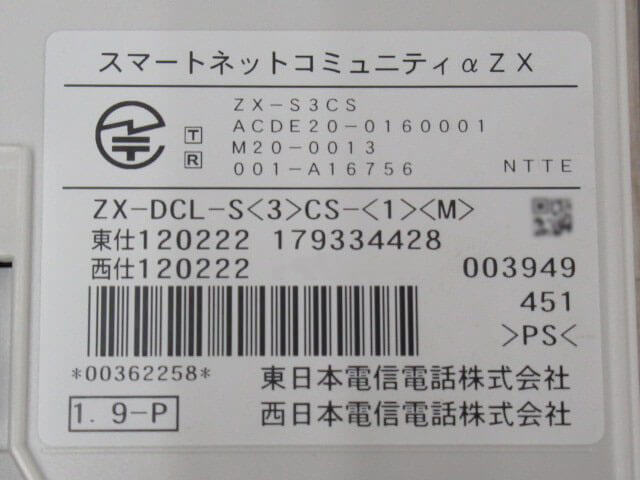 スマートネットコミュニティαZX
ZX-S3CS
T ACDE20-0160001
M20-0013
R 001-A16756 NTTE
ZX-DCL-S<3>CS-<1><M>
東仕120222 179334428
西仕120222 003949
451
>PS<
*00362258* 東日本電信電話株式会社
1.9-P 西日本電信電話株式会社